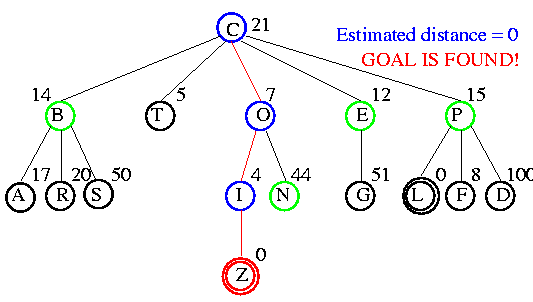 C 21
Estimated distance = 0
GOAL IS FOUND!
14 5 7 12 15
B T O E P
17 20 50 4 44 51 0 8 100
A R S I N G L F D
0
Z